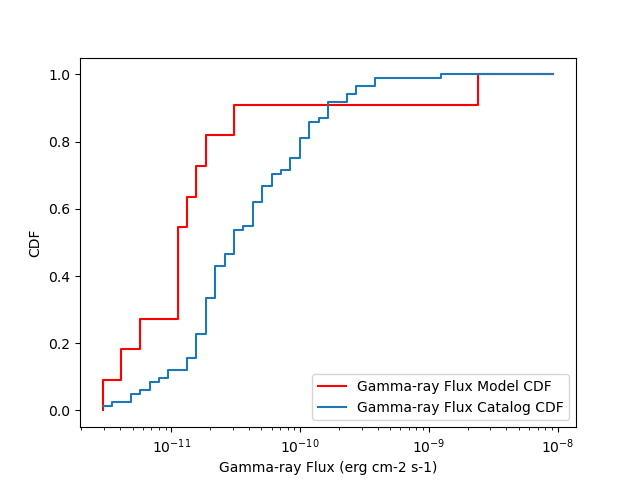 1.0
0.8
0.6
0.4
0.2
0.0
CDF
10⁻¹¹
10⁻¹⁰
10⁻⁹
10⁻⁸
Gamma-ray Flux (erg cm-2 s-1)
Gamma-ray Flux Model CDF
Gamma-ray Flux Catalog CDF